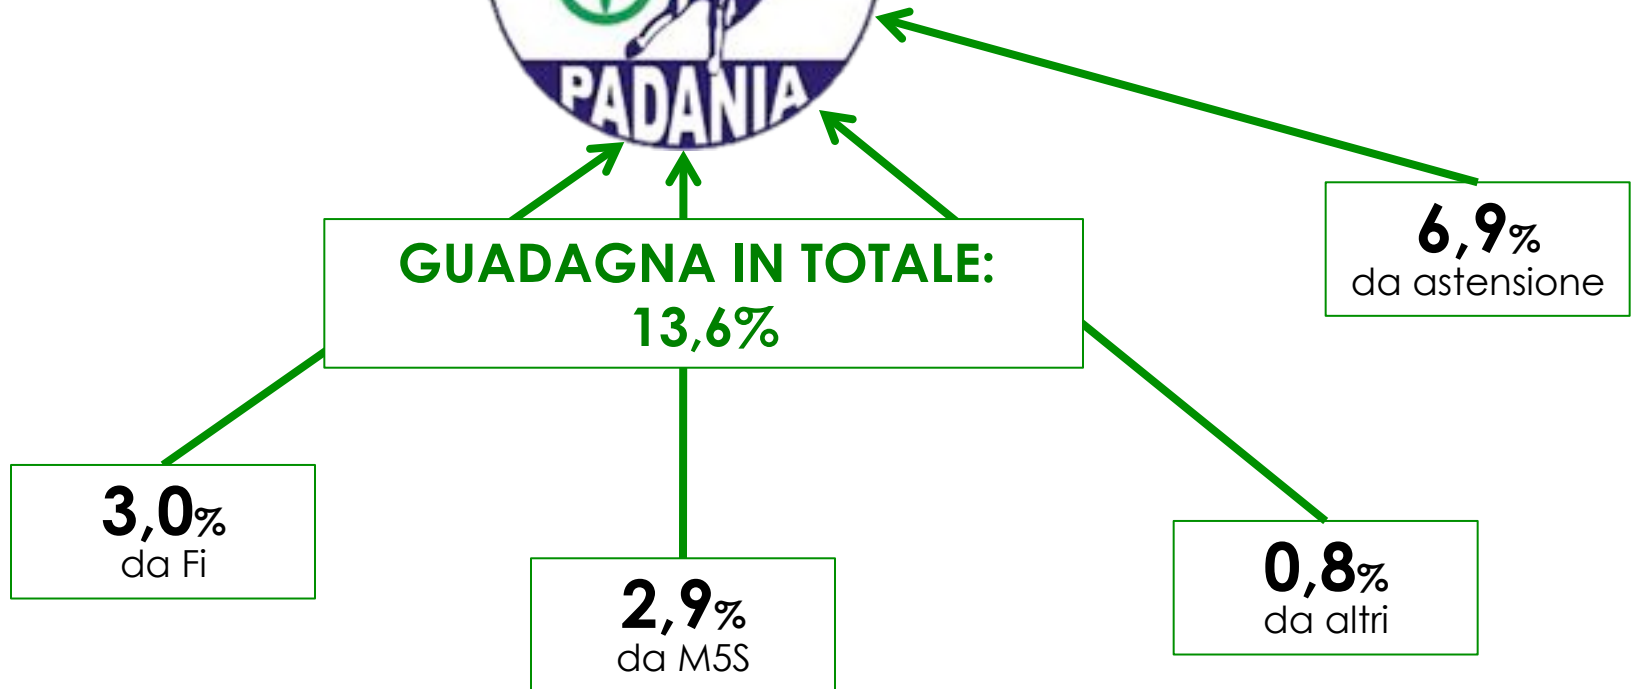 PADANIA
GUADAGNA IN TOTALE:
13,6%
6,9%
da astensione
3,0%
da Fi
2,9%
da M5S
0,8%
da altri